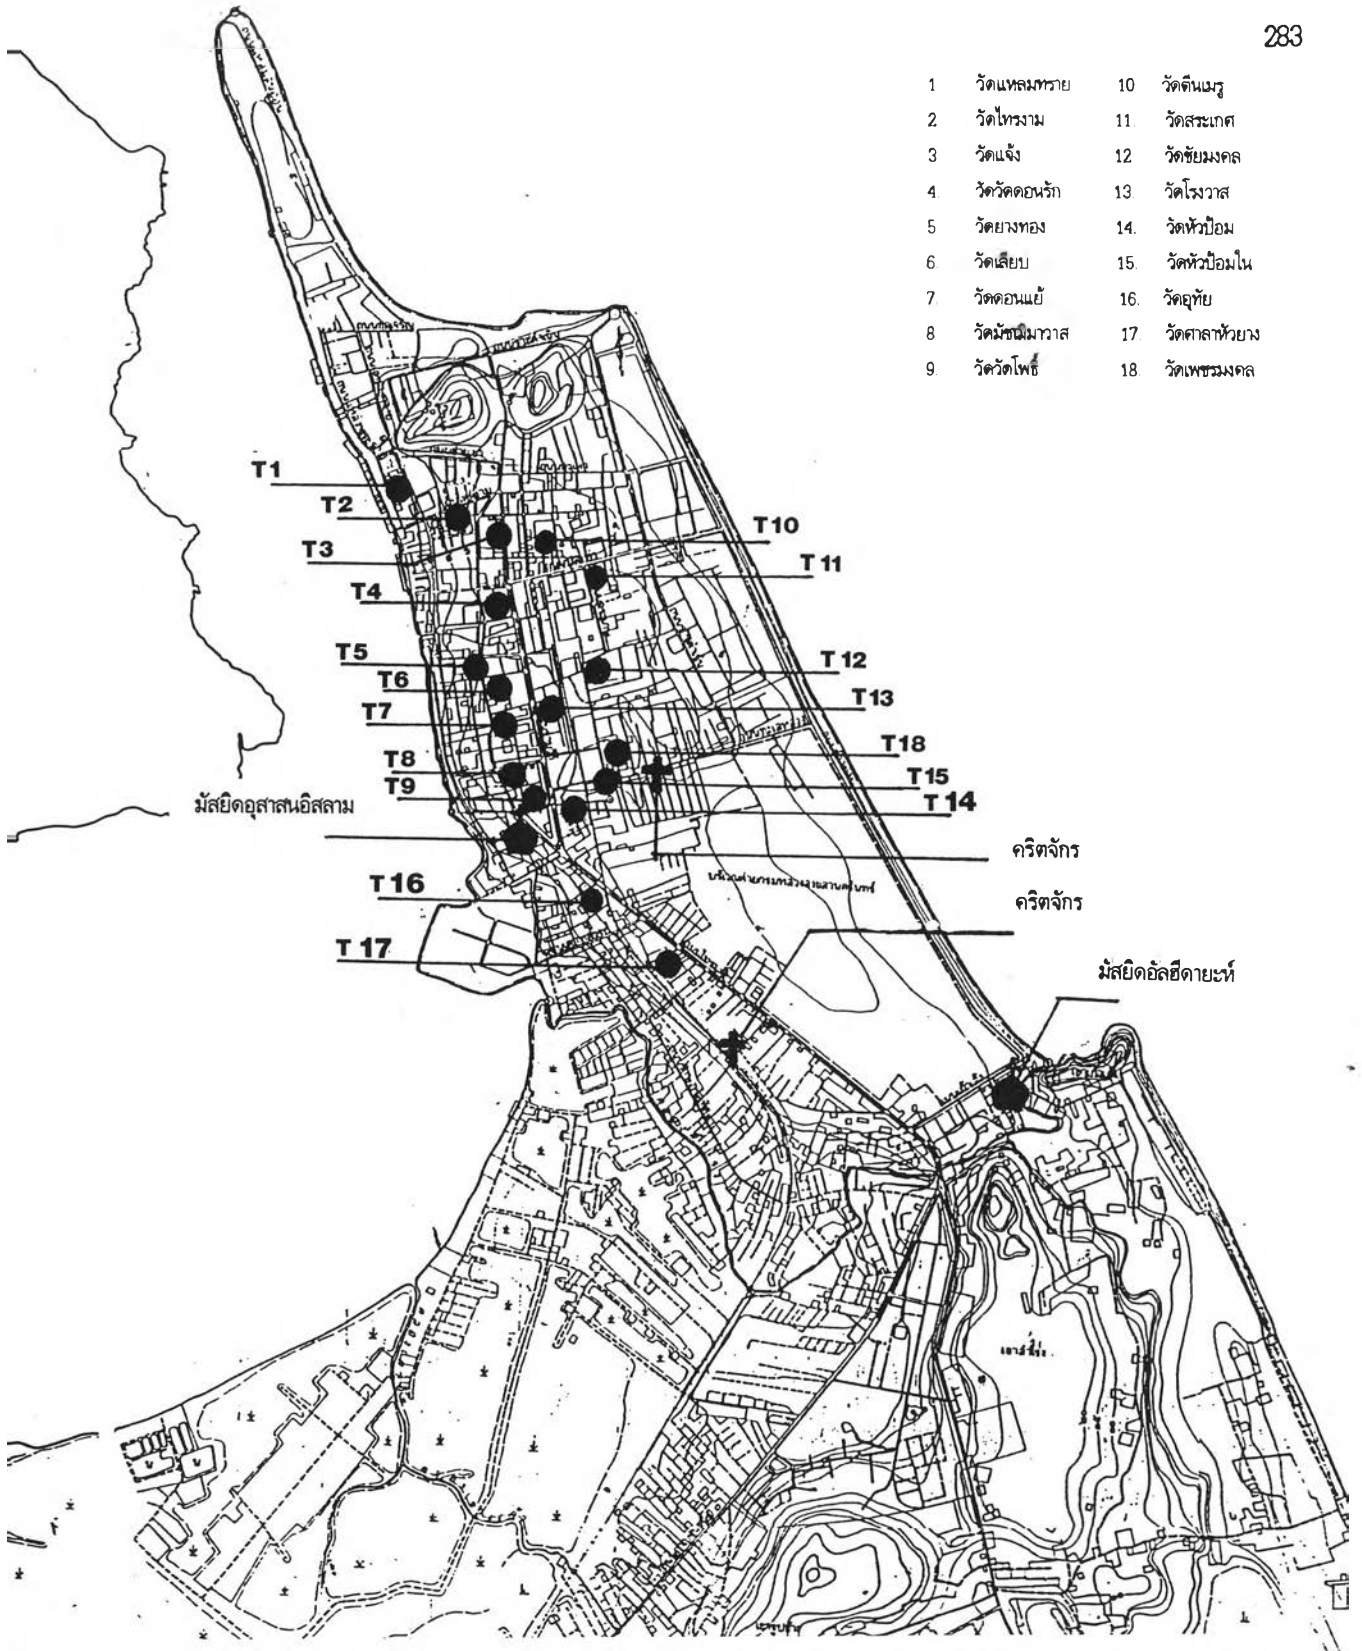 283
1 วัดแหลมทราย 10 วัดตีนเมรุ
2 วัดไทรงาม 11. วัดสระเกศ
3 วัดแจ้ง 12 วัดชัยมงคล
4. วัดวัดดอนรัก 13. วัดโรงวาส
5 วัดยางทอง 14. วัดหัวป้อม
6. วัดเลียบ 15. วัดหัวป้อมใน
7. วัดดอนแย้ 16. วัดอุทัย
8 วัดมัชฌิมาวาส 17. วัดศาลาหัวยาง
9. วัดวัดโพธิ์ 18. วัดเพชรมงคล
T1
T2
T3
T10
T 11
T4
T5
T 12
T6
T13
T7
T18
T8
T15
T9
T 14
มัสยิดอุสาสนอิสลาม
คริตจักร
T 16
คริตจักร
T 17
มัสยิดอัลฮีดายะห์